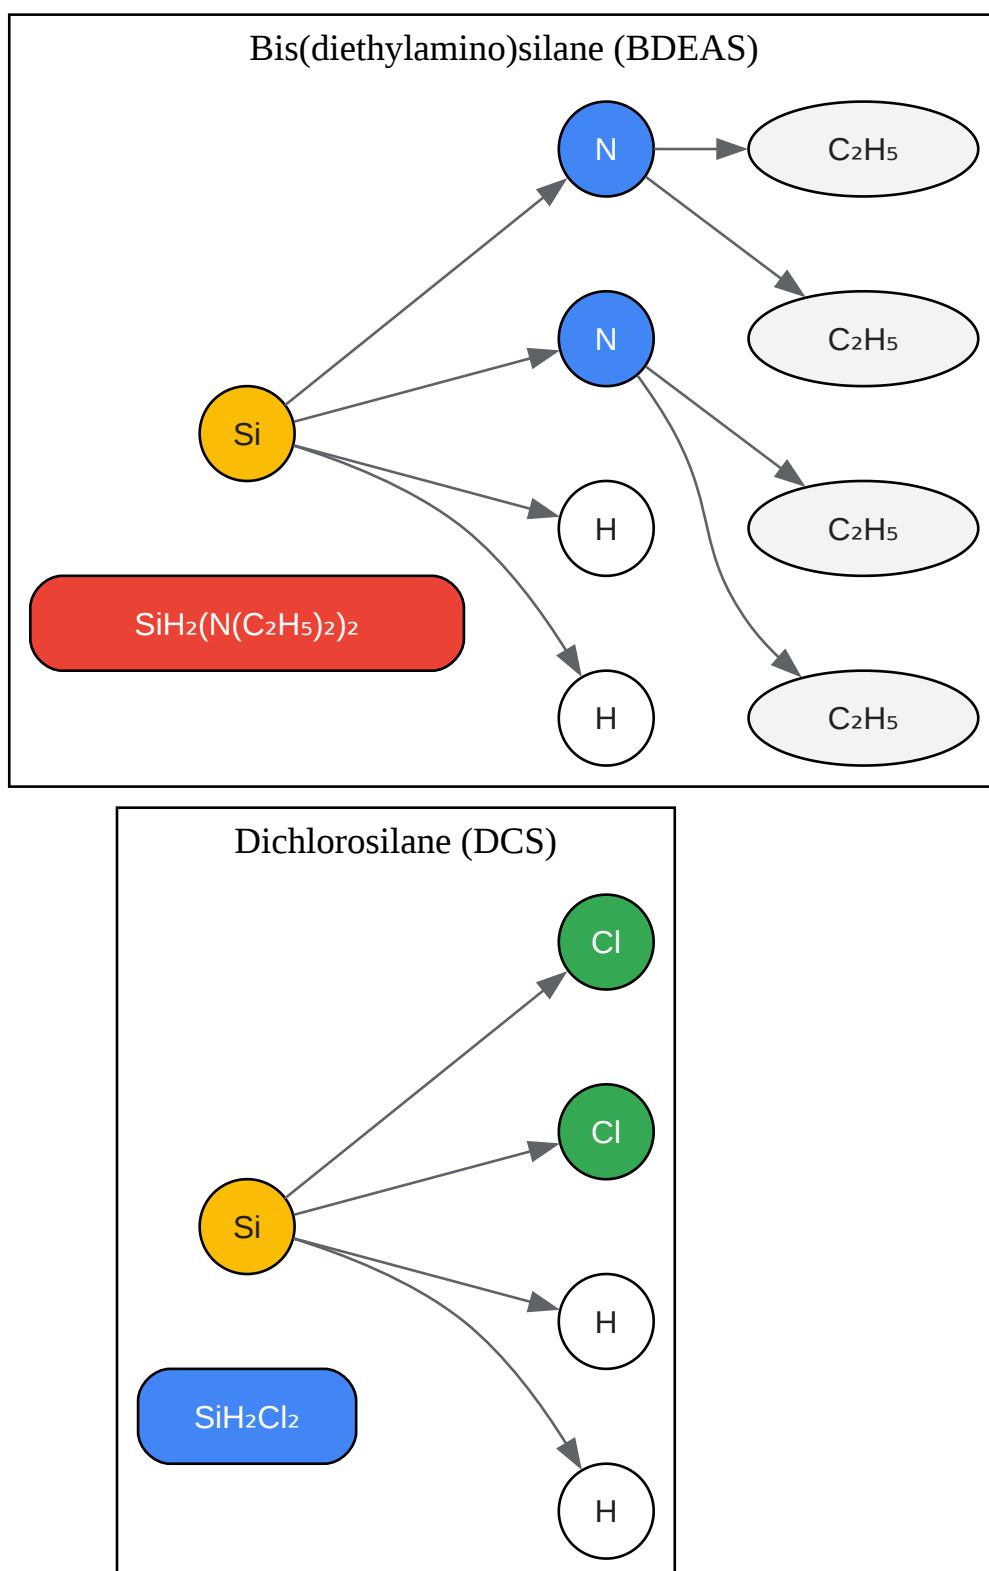 Bis(diethylamino)silane (BDEAS)
N
C₂H₅
N
C₂H₅
Si
H
C₂H₅
SiH₂(N(C₂H₅)₂)₂
H
C₂H₅
Dichlorosilane (DCS)
Cl
Cl
Si
H
SiH₂Cl₂
H